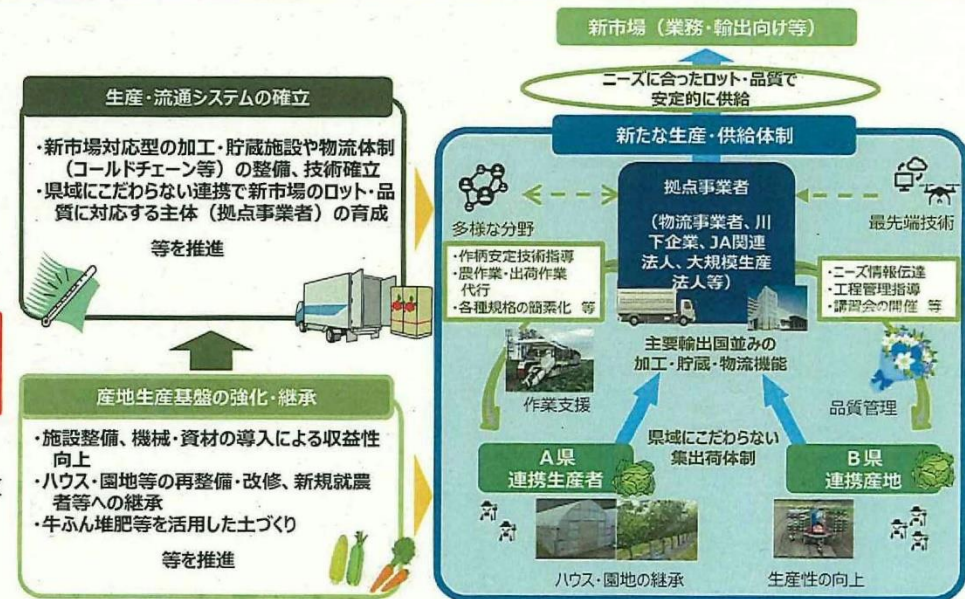 生産・流通システムの確立
・新市場対応型の加工・貯蔵施設や物流体制
（コールドチェーン等）の整備、技術確立
・県域にこだわらない連携で新市場のロット・品
質に対応する主体（拠点事業者）の育成
等を推進
産地生産基盤の強化・継承
・施設整備、機械・資材の導入による収益性
向上
・ハウス・園地等の再整備・改修、新規就農
者等への継承
・牛ふん堆肥等を活用した土づくり
等を推進
新市場（業務・輸出向け等）
ニーズに合ったロット・品質で
安定的に供給
新たな生産・供給体制
拠点事業者
（物流事業者、川
下企業、JA関連
法人、大規模生産
法人等）
多様な分野
最先端技術
・作柄安定技術指導
・農作業・出荷作業
代行
・各種規格の簡素化 等
・ニーズ情報伝達
・工程管理指導
・講習会の開催 等
主要輸出国並みの
加工・貯蔵・物流機能
作業支援
品質管理
県域にこだわらない
集出荷体制
A県
連携生産者
B県
連携産地
ハウス・園地の継承
生産性の向上